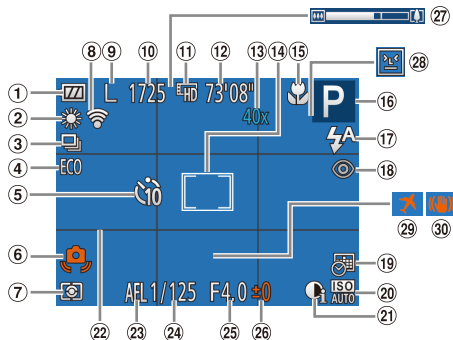 27
8 9 10 11 12 13 14 15
28
1 L 1725 HD 73'08"
40x P 16
2
3 A 17
4 ECO 18
5 10
29 30
6 19
7 AFL 1/125 F4.0 ±0 i ISO AUTO 20
21
22 23 24 25 26